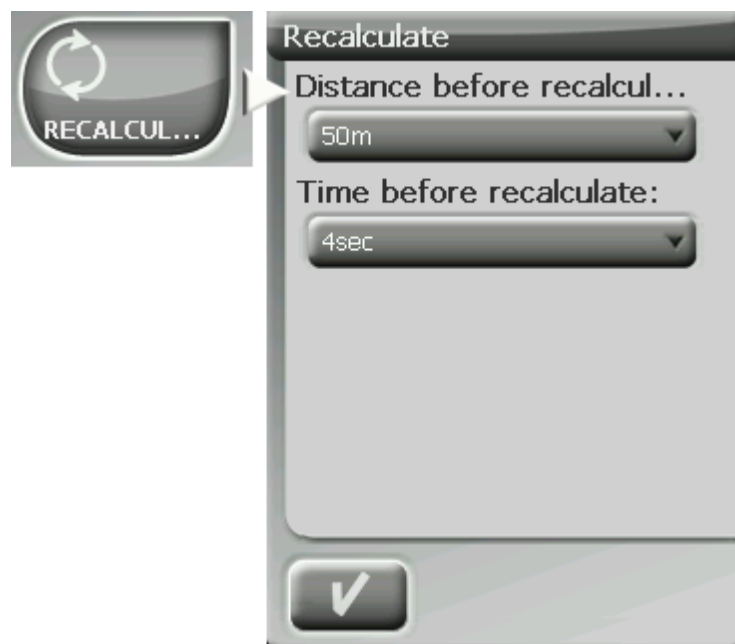 RECALCUL...
Recalculate
Distance before recalcul...
50m
Time before recalculate:
4sec